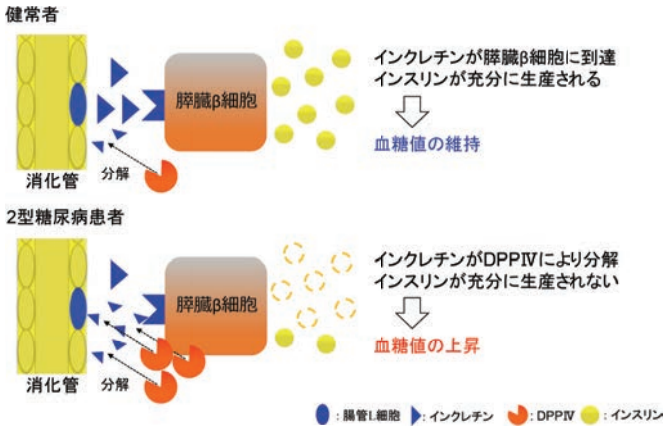 健常者
膵臓β細胞
インクレチンが膵臓β細胞に到達
インスリンが充分に生産される
血糖値の維持
分解
消化管
2型糖尿病患者
膵臓β細胞
インクレチンがDPPⅣにより分解
インスリンが充分に生産されない
血糖値の上昇
分解
消化管
:腸管L細胞 :インクレチン :DPPⅣ :インスリン